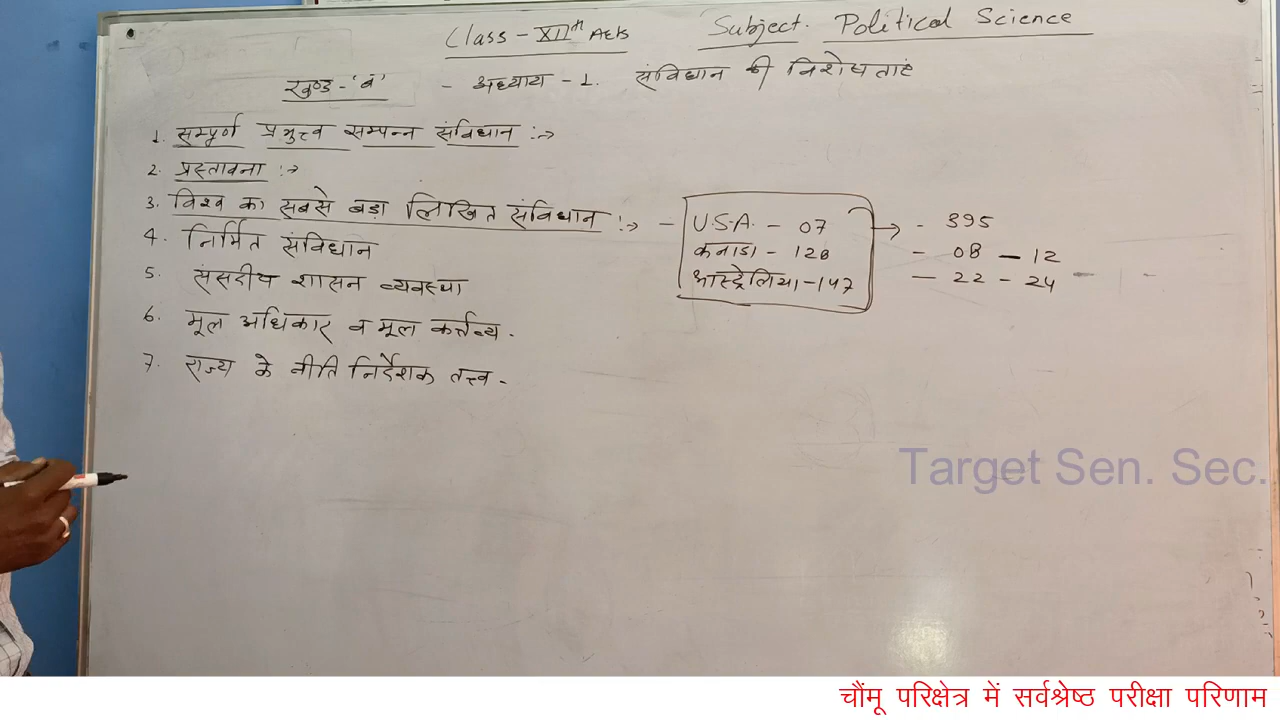 Class - XIIth Arts Subject. Political Science
खण्ड - 'ब' - अध्याय - 1. संविधान की विशेषताएं
1. सम्पूर्ण प्रभुत्व सम्पन्न संविधान :→
2. प्रस्तावना :→
3. विश्व का सबसे बड़ा लिखित संविधान :→ - U.S.A. - 07 → - 395
4. निर्मित संविधान कनाडा - 128 - 08 - 12
5. संसदीय शासन व्यवस्था आस्ट्रेलिया - 147 - 22 - 24 -
6. मूल अधिकार व मूल कर्त्तव्य .
7. राज्य के नीति निर्देशक तत्त्व .
Target Sen. Sec.
चौंमू परिक्षेत्र में सर्वश्रेष्ठ परीक्षा परिणाम